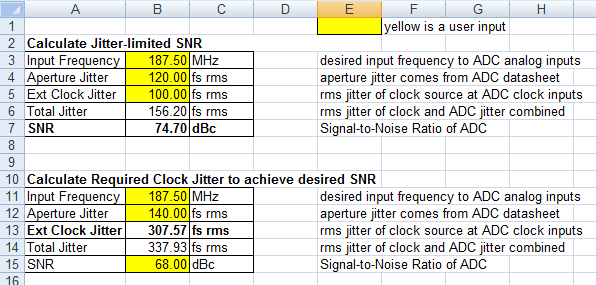 A B C D E F G H
1 yellow is a user input
2 Calculate Jitter-limited SNR
3 Input Frequency 187.50 MHz desired input frequency to ADC analog inputs
4 Aperture Jitter 120.00 fs rms aperture jitter comes from ADC datasheet
5 Ext Clock Jitter 100.00 fs rms rms jitter of clock source at ADC clock inputs
6 Total Jitter 156.20 fs rms rms jitter of clock and ADC jitter combined
7 SNR 74.70 dBc Signal-to-Noise Ratio of ADC
8
9
10 Calculate Required Clock Jitter to achieve desired SNR
11 Input Frequency 187.50 MHz desired input frequency to ADC analog inputs
12 Aperture Jitter 140.00 fs rms aperture jitter comes from ADC datasheet
13 Ext Clock Jitter 307.57 fs rms rms jitter of clock source at ADC clock inputs
14 Total Jitter 337.93 fs rms rms jitter of clock and ADC jitter combined
15 SNR 68.00 dBc Signal-to-Noise Ratio of ADC
16